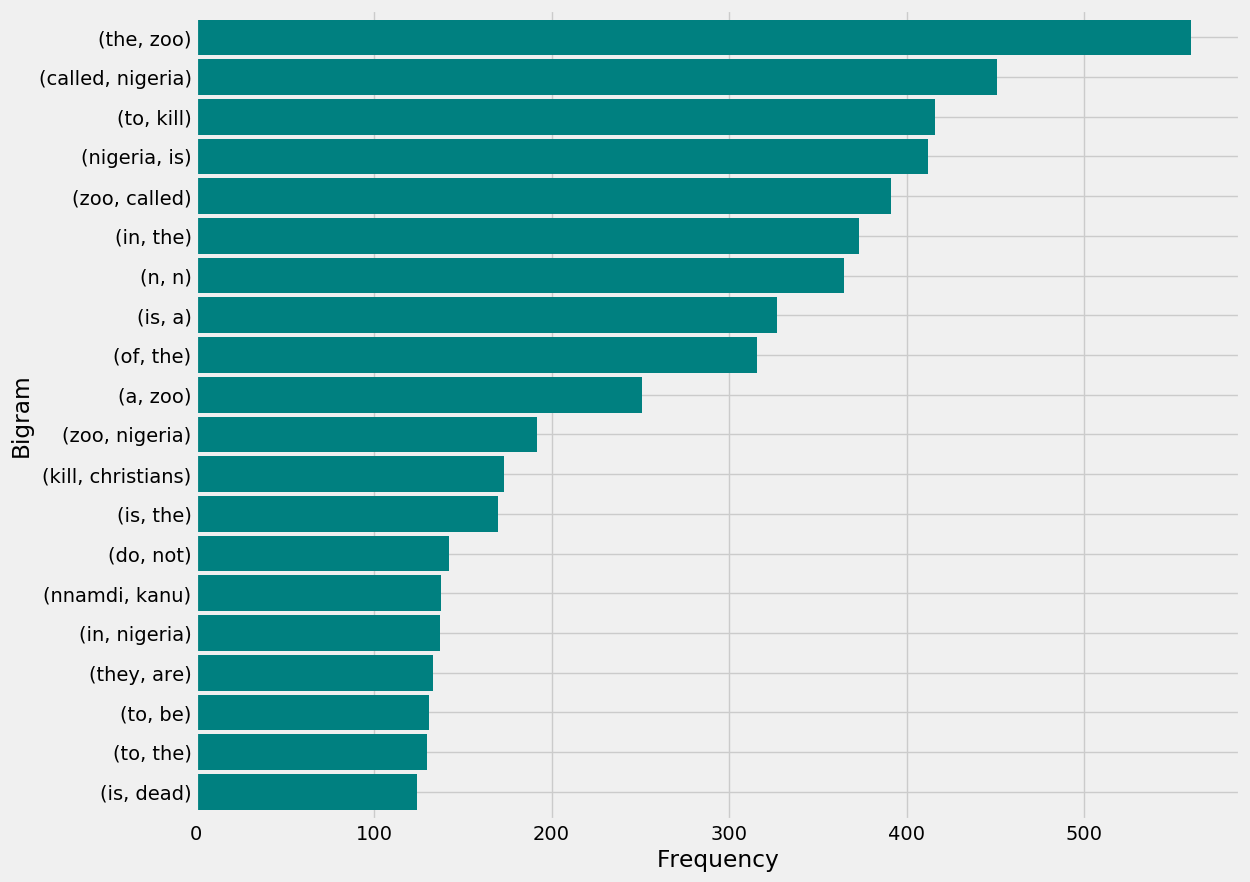 (the, zoo)
(called, nigeria)
(to, kill)
(nigeria, is)
(zoo, called)
(in, the)
(n, n)
(is, a)
(of, the)
(a, zoo)
(zoo, nigeria)
(kill, christians)
(is, the)
(do, not)
(nnamdi, kanu)
(in, nigeria)
(they, are)
(to, be)
(to, the)
(is, dead)
Bigram
0 100 200 300 400 500
Frequency